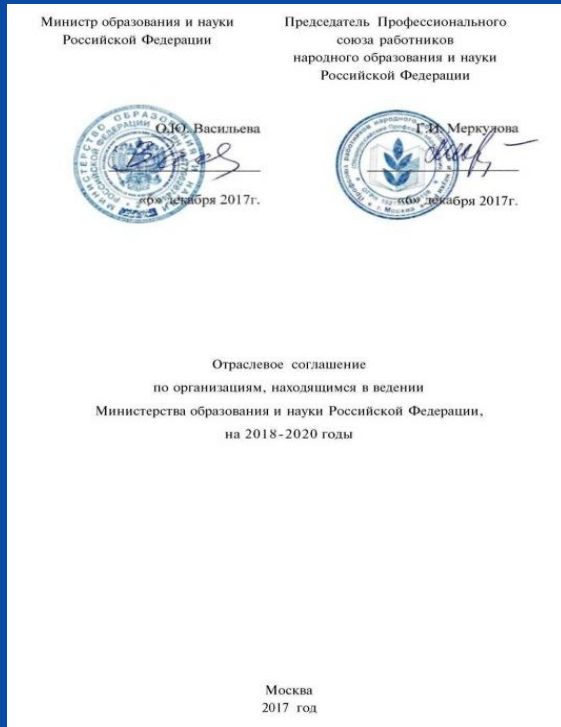 Министр образования и науки
Российской Федерации
О.Ю. Васильева
«6» декабря 2017г.
Председатель Профессионального
союза работников
народного образования и науки
Российской Федерации
Г.И. Меркулова
«6» декабря 2017г.
Отраслевое соглашение
по организациям, находящимся в ведении
Министерства образования и науки Российской Федерации,
на 2018-2020 годы
Москва
2017 год